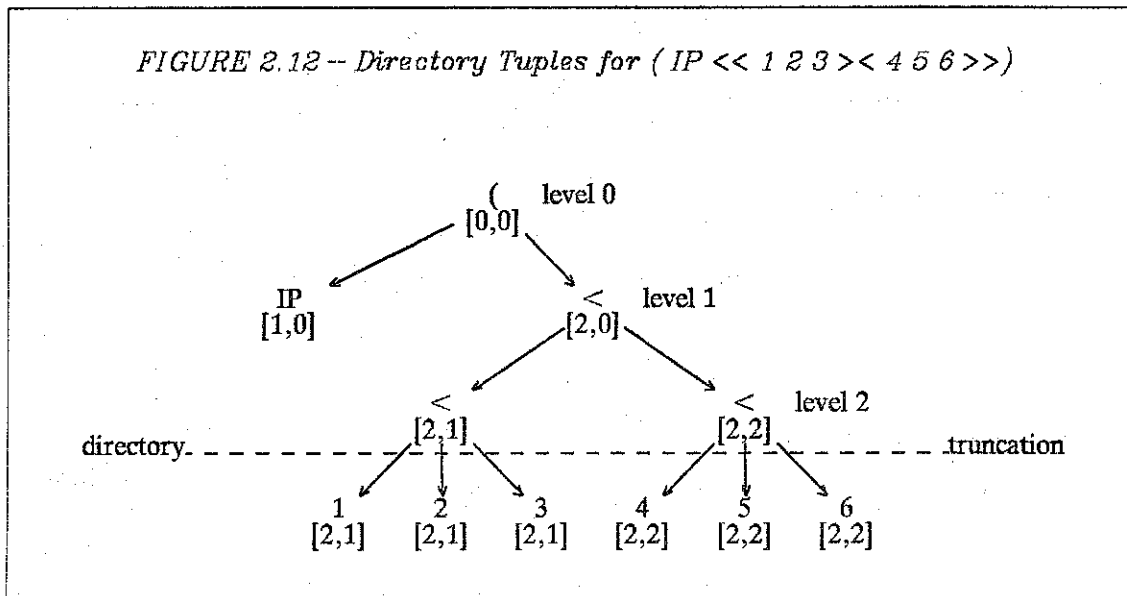 FIGURE 2.12 -- Directory Tuples for ( IP << 1 2 3 >< 4 5 6 >>)
( level 0
[0,0]
IP < level 1
[1,0] [2,0]
< < level 2
[2,1] [2,2]
directory truncation
1 2 3 4 5 6
[2,1] [2,1] [2,1] [2,2] [2,2] [2,2]